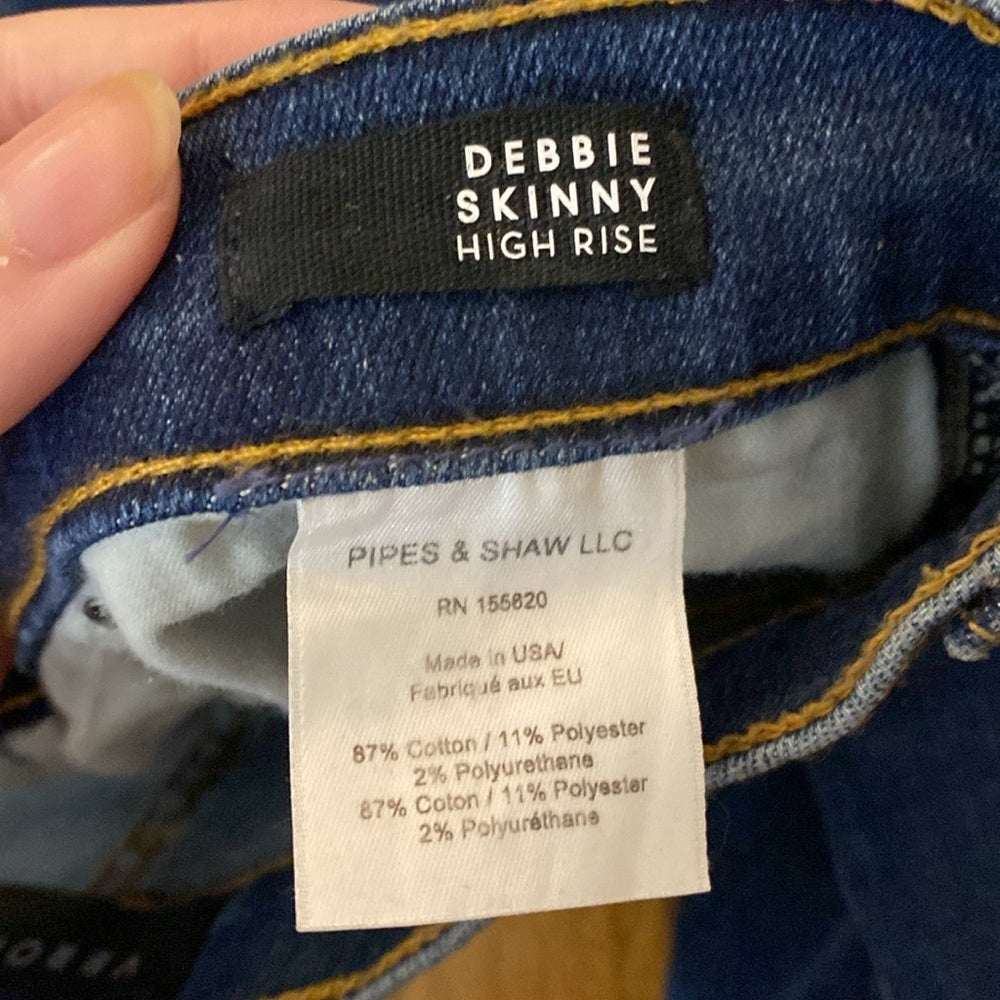 DEBBIE
SKINNY
HIGH RISE
PIPES & SHAW LLC
RN 155820
Made in USA/
Fabriqué aux EU
87% Cotton / 11% Polyester
2% Polyurethane
87% Coton / 11% Polyester
2% Polyuréthane